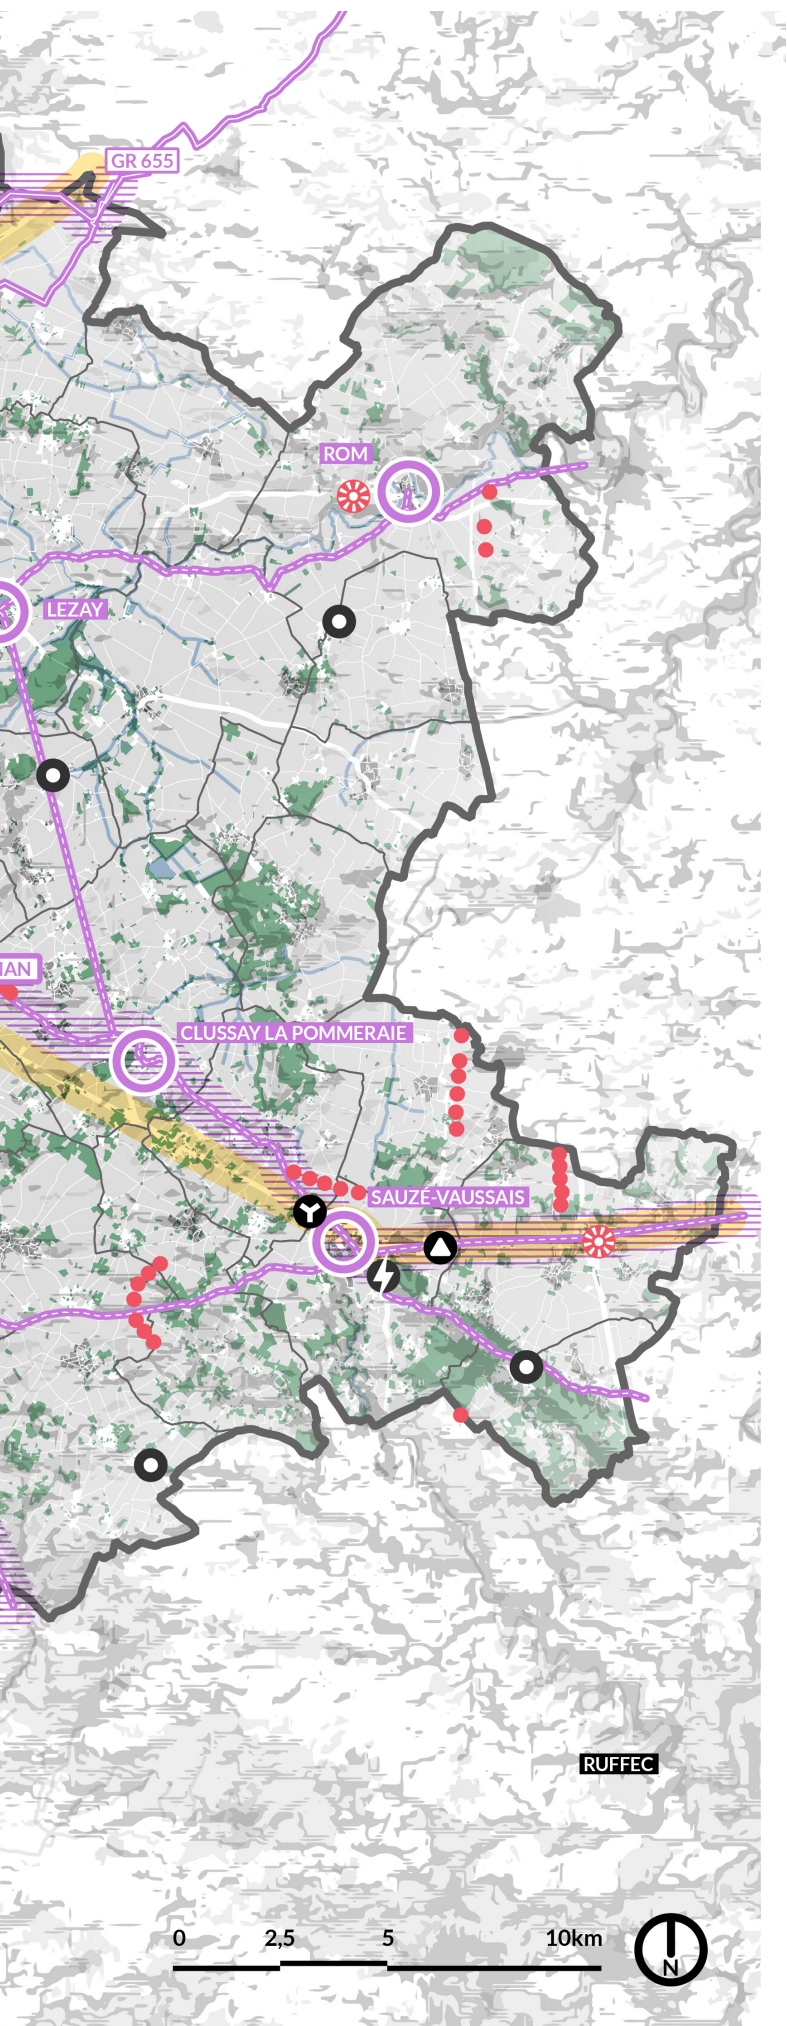 GR 655
ROM
LEZAY
CLUSSAY LA POMMERAIE
SAUZÉ-VAUSSAIS
RUFFEC
0 2,5 5 10km
N